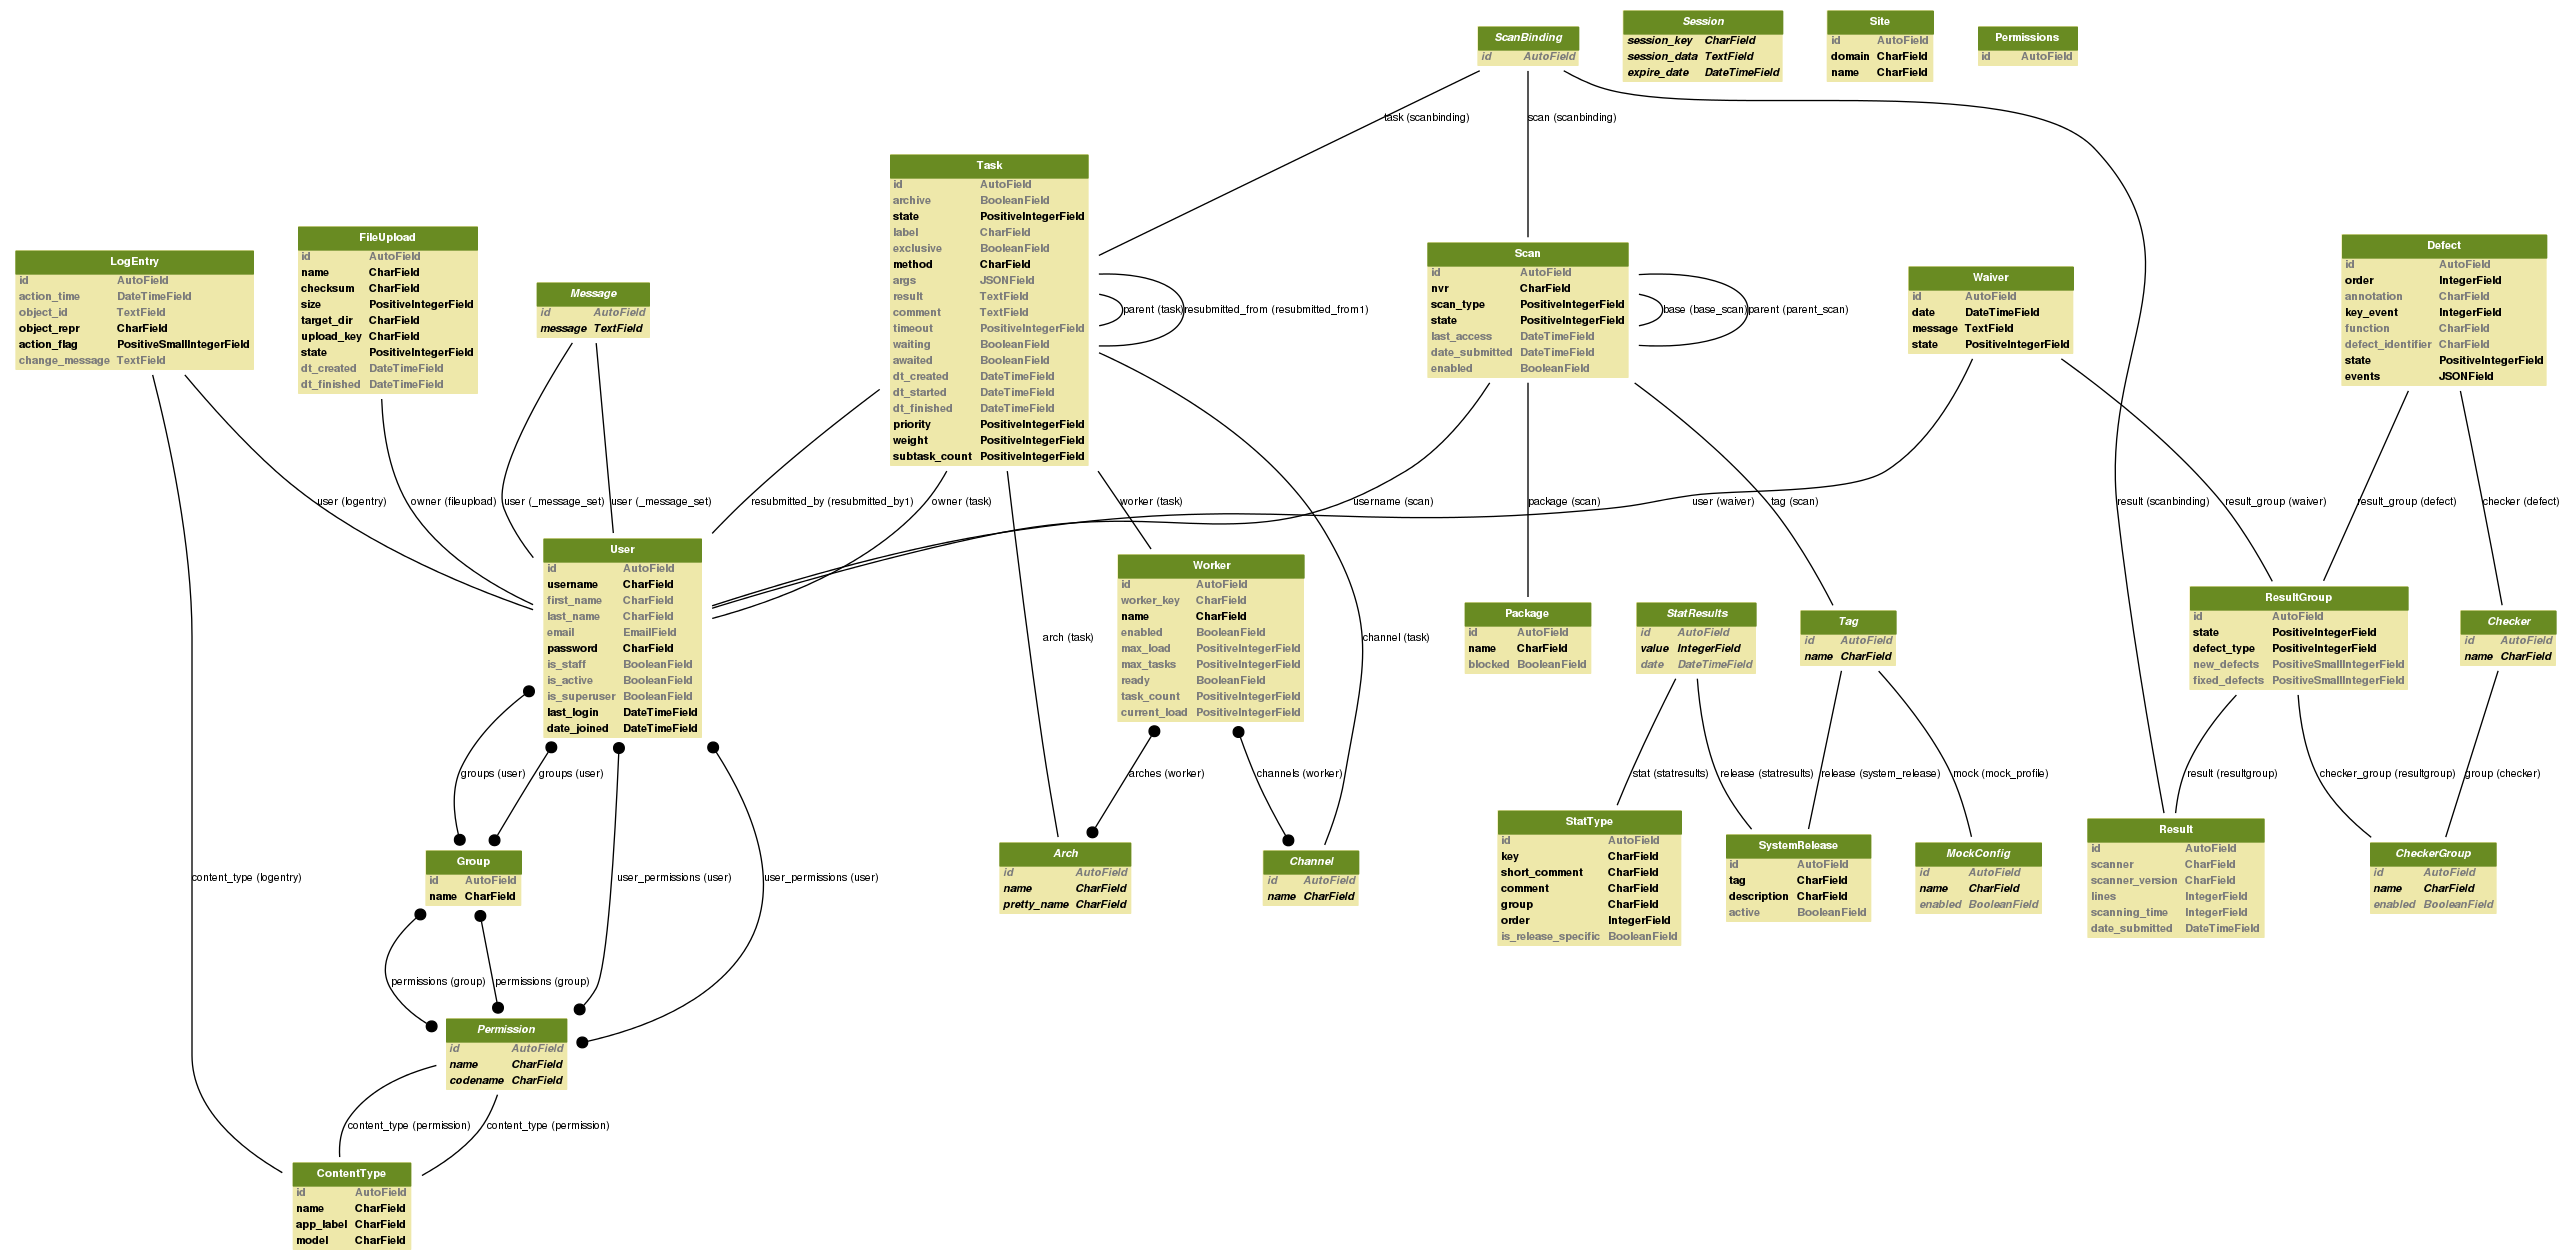 ScanBinding
id AutoField
Session
session_key CharField
session_data TextField
expire_date DateTimeField
Site
id AutoField
domain CharField
name CharField
Permissions
id AutoField
task (scanbinding)
scan (scanbinding)
Task
id AutoField
archive BooleanField
state PositiveIntegerField
label CharField
exclusive BooleanField
method CharField
args JSONField
result TextField
comment TextField
timeout PositiveIntegerField
waiting BooleanField
awaited BooleanField
dt_created DateTimeField
dt_started DateTimeField
dt_finished DateTimeField
priority PositiveIntegerField
weight PositiveIntegerField
subtask_count PositiveIntegerField
parent (task)
resubmitted_from (resubmitted_from1)
LogEntry
id AutoField
action_time DateTimeField
object_id TextField
object_repr CharField
action_flag PositiveSmallIntegerField
change_message TextField
FileUpload
id AutoField
name CharField
checksum CharField
size PositiveIntegerField
target_dir CharField
upload_key CharField
state PositiveIntegerField
dt_created DateTimeField
dt_finished DateTimeField
Message
id AutoField
message TextField
Scan
id AutoField
nvr CharField
scan_type PositiveIntegerField
state PositiveIntegerField
last_access DateTimeField
date_submitted DateTimeField
enabled BooleanField
base (base_scan)
parent (parent_scan)
Waiver
id AutoField
date DateTimeField
message TextField
state PositiveIntegerField
Defect
id AutoField
order IntegerField
annotation CharField
key_event IntegerField
function CharField
defect_identifier CharField
state PositiveIntegerField
events JSONField
user (logentry)
owner (fileupload)
user (_message_set)
user (_message_set)
resubmitted_by (resubmitted_by1)
owner (task)
worker (task)
username (scan)
package (scan)
user (waiver)
tag (scan)
result (scanbinding)
result_group (waiver)
result_group (defect)
checker (defect)
User
id AutoField
username CharField
first_name CharField
last_name CharField
email EmailField
password CharField
is_staff BooleanField
is_active BooleanField
is_superuser BooleanField
last_login DateTimeField
date_joined DateTimeField
arch (task)
Worker
id AutoField
worker_key CharField
name CharField
enabled BooleanField
max_load PositiveIntegerField
max_tasks PositiveIntegerField
ready BooleanField
task_count PositiveIntegerField
current_load PositiveIntegerField
channel (task)
Package
id AutoField
name CharField
blocked BooleanField
StatResults
id AutoField
value IntegerField
date DateTimeField
Tag
id AutoField
name CharField
ResultGroup
id AutoField
state PositiveIntegerField
defect_type PositiveIntegerField
new_defects PositiveSmallIntegerField
fixed_defects PositiveSmallIntegerField
Checker
id AutoField
name CharField
groups (user)
groups (user)
arches (worker)
channels (worker)
stat (statresults)
release (statresults)
release (system_release)
mock (mock_profile)
result (resultgroup)
checker_group (resultgroup)
group (checker)
content_type (logentry)
Group
id AutoField
name CharField
user_permissions (user)
user_permissions (user)
Arch
id AutoField
name CharField
pretty_name CharField
Channel
id AutoField
name CharField
StatType
id AutoField
key CharField
short_comment CharField
comment CharField
group CharField
order IntegerField
is_release_specific BooleanField
SystemRelease
id AutoField
tag CharField
description CharField
active BooleanField
MockConfig
id AutoField
name CharField
enabled BooleanField
Result
id AutoField
scanner CharField
scanner_version CharField
lines IntegerField
scanning_time IntegerField
date_submitted DateTimeField
CheckerGroup
id AutoField
name CharField
enabled BooleanField
permissions (group)
permissions (group)
Permission
id AutoField
name CharField
codename CharField
content_type (permission)
content_type (permission)
ContentType
id AutoField
name CharField
app_label CharField
model CharField